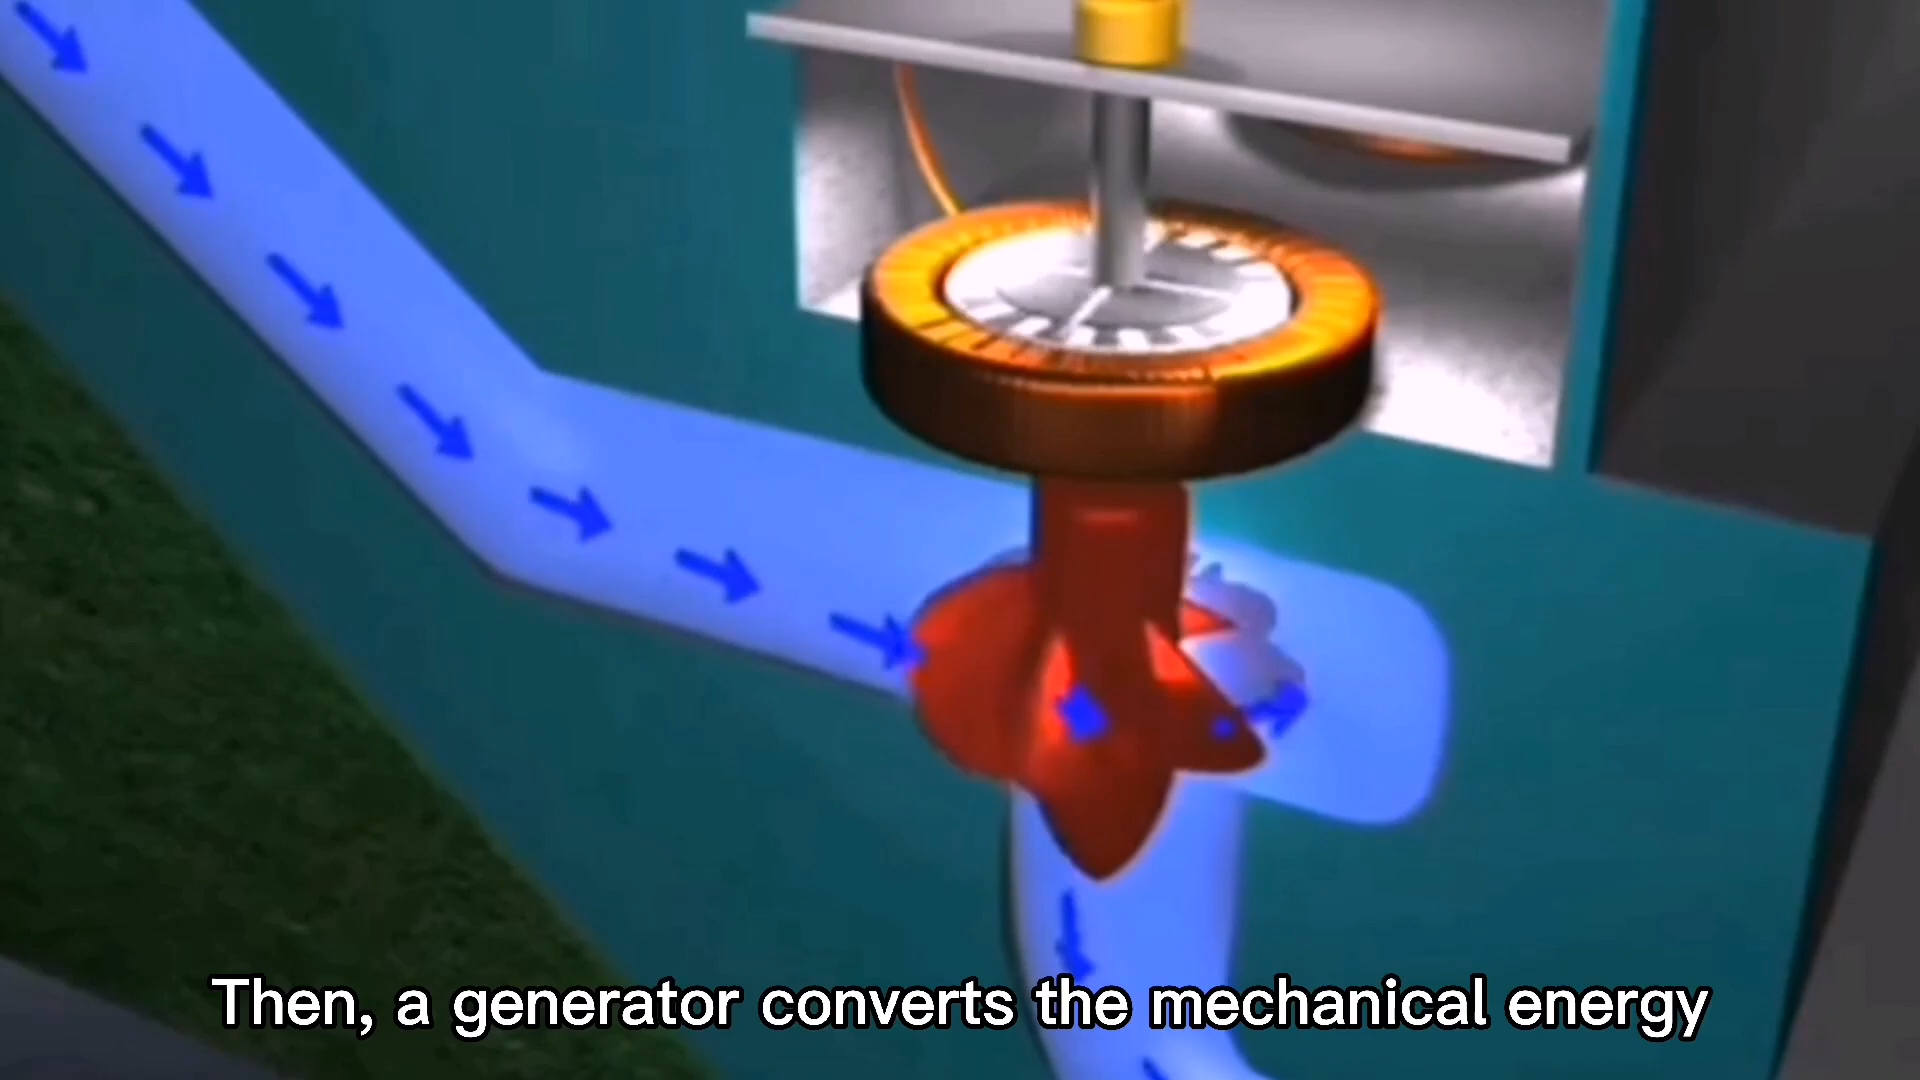 Then, a generator converts the mechanical energy